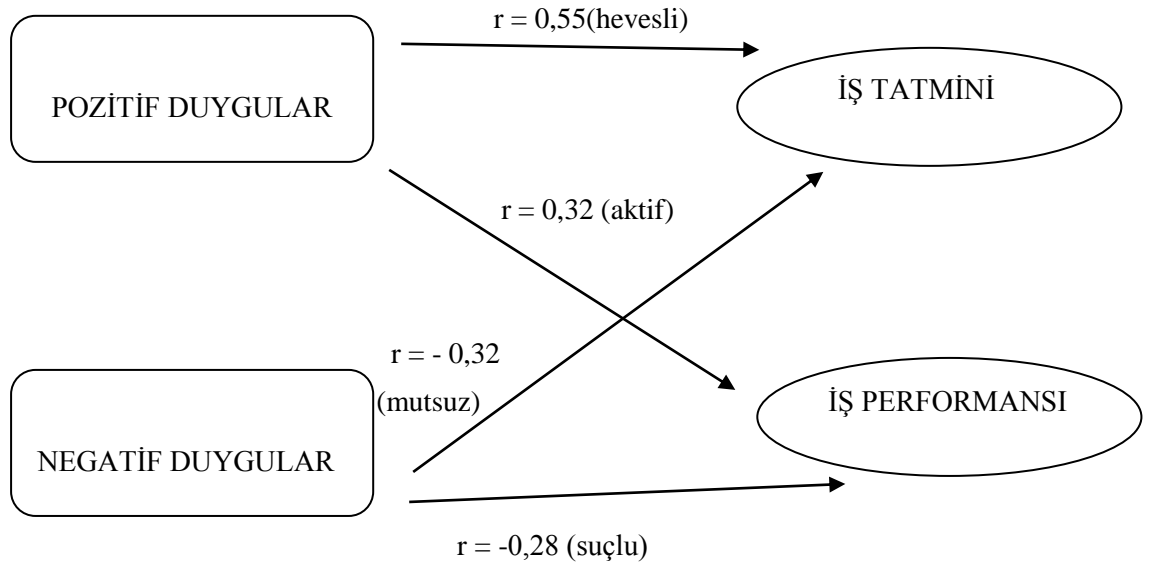 r = 0,55(hevesli)
POZİTİF DUYGULAR
İŞ TATMİNİ
r = 0,32 (aktif)
r = - 0,32
(mutsuz)
İŞ PERFORMANSI
NEGATİF DUYGULAR
r = -0,28 (suçlu)